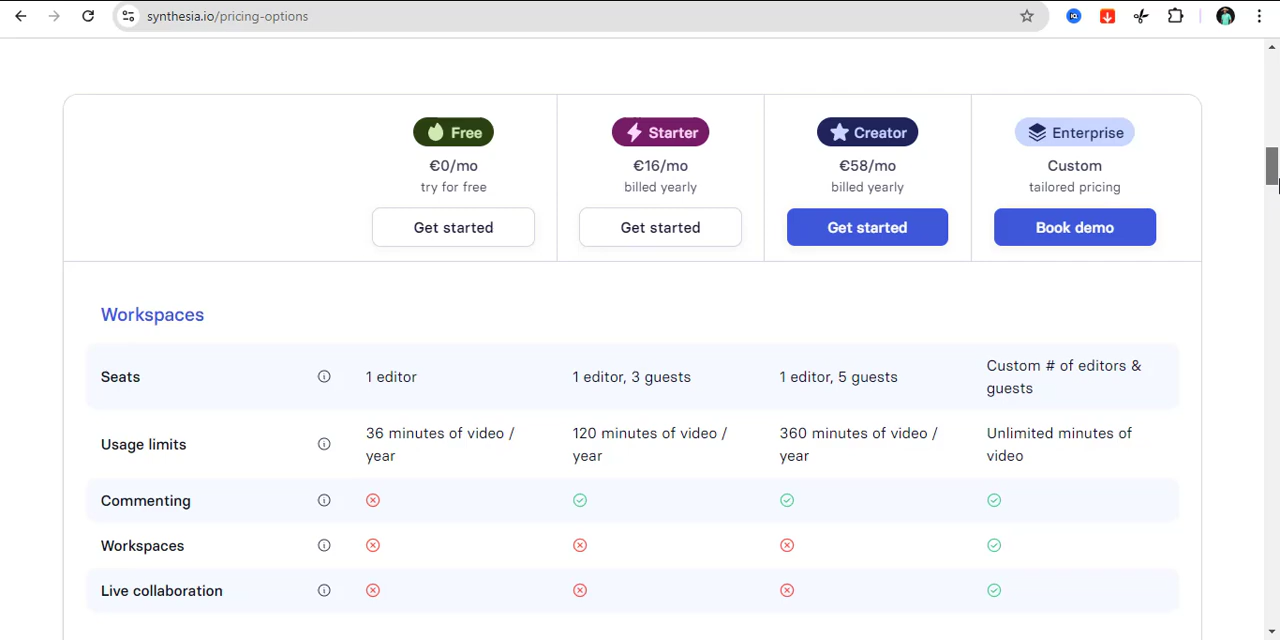 synthesia.io/pricing-options
Free
Starter
Creator
Enterprise
€0/mo
€16/mo
€58/mo
Custom
try for free
billed yearly
billed yearly
tailored pricing
Get started
Get started
Get started
Book demo
Workspaces
Seats
1 editor
1 editor, 3 guests
1 editor, 5 guests
Custom # of editors &
guests
Usage limits
36 minutes of video /
year
120 minutes of video /
year
360 minutes of video /
year
Unlimited minutes of
video
Commenting
Workspaces
Live collaboration